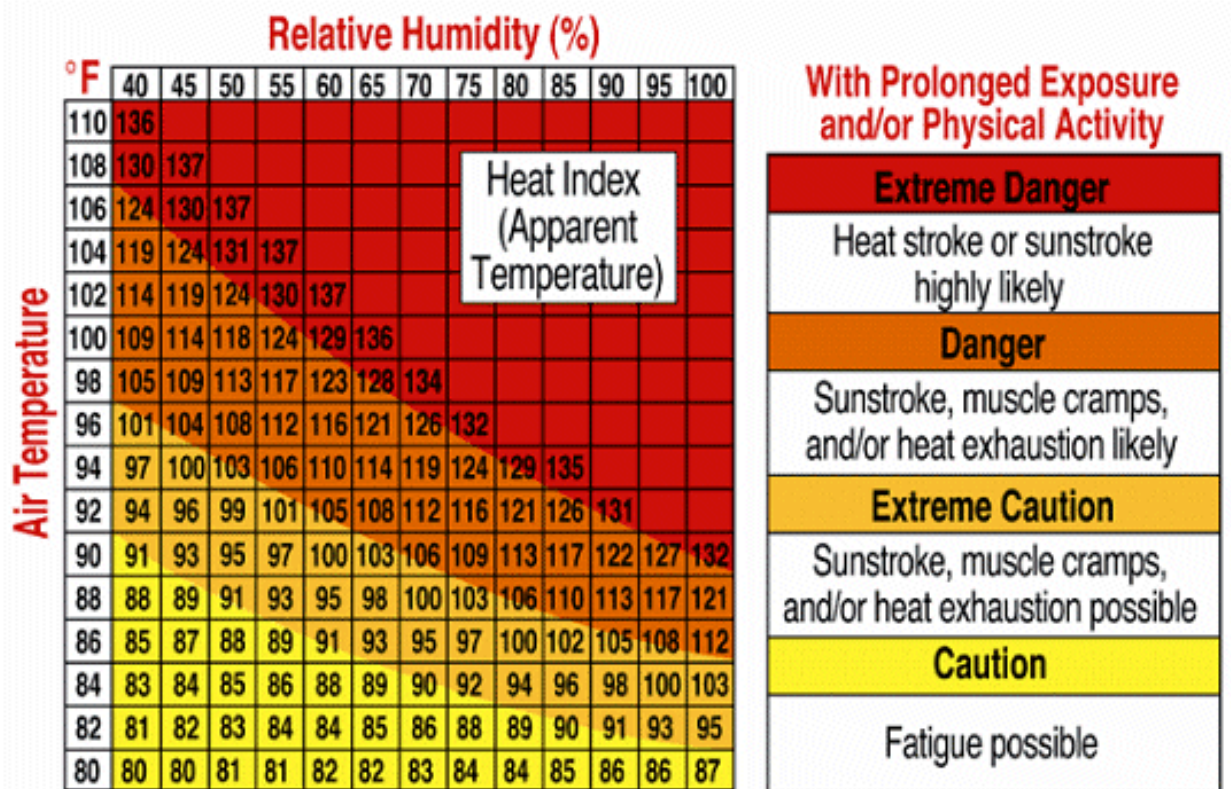 Relative Humidity (%)
°F 40 45 50 55 60 65 70 75 80 85 90 95 100
110 136
108 130 137
106 124 130 137
104 119 124 131 137
102 114 119 124 130 137
100 109 114 118 124 129 136
98 105 109 113 117 123 128 134
96 101 104 108 112 116 121 126 132
94 97 100 103 106 110 114 119 124 129 135
92 94 96 99 101 105 108 112 116 121 126 131
90 91 93 95 97 100 103 106 109 113 117 122 127 132
88 88 89 91 93 95 98 100 103 106 110 113 117 121
86 85 87 88 89 91 93 95 97 100 102 105 108 112
84 83 84 85 86 88 89 90 92 94 96 98 100 103
82 81 82 83 84 84 85 86 88 89 90 91 93 95
80 80 80 81 81 82 82 83 84 84 85 86 86 87
Air Temperature
Heat Index
(Apparent
Temperature)
With Prolonged Exposure
and/or Physical Activity
Extreme Danger
Heat stroke or sunstroke
highly likely
Danger
Sunstroke, muscle cramps,
and/or heat exhaustion likely
Extreme Caution
Sunstroke, muscle cramps,
and/or heat exhaustion possible
Caution
Fatigue possible